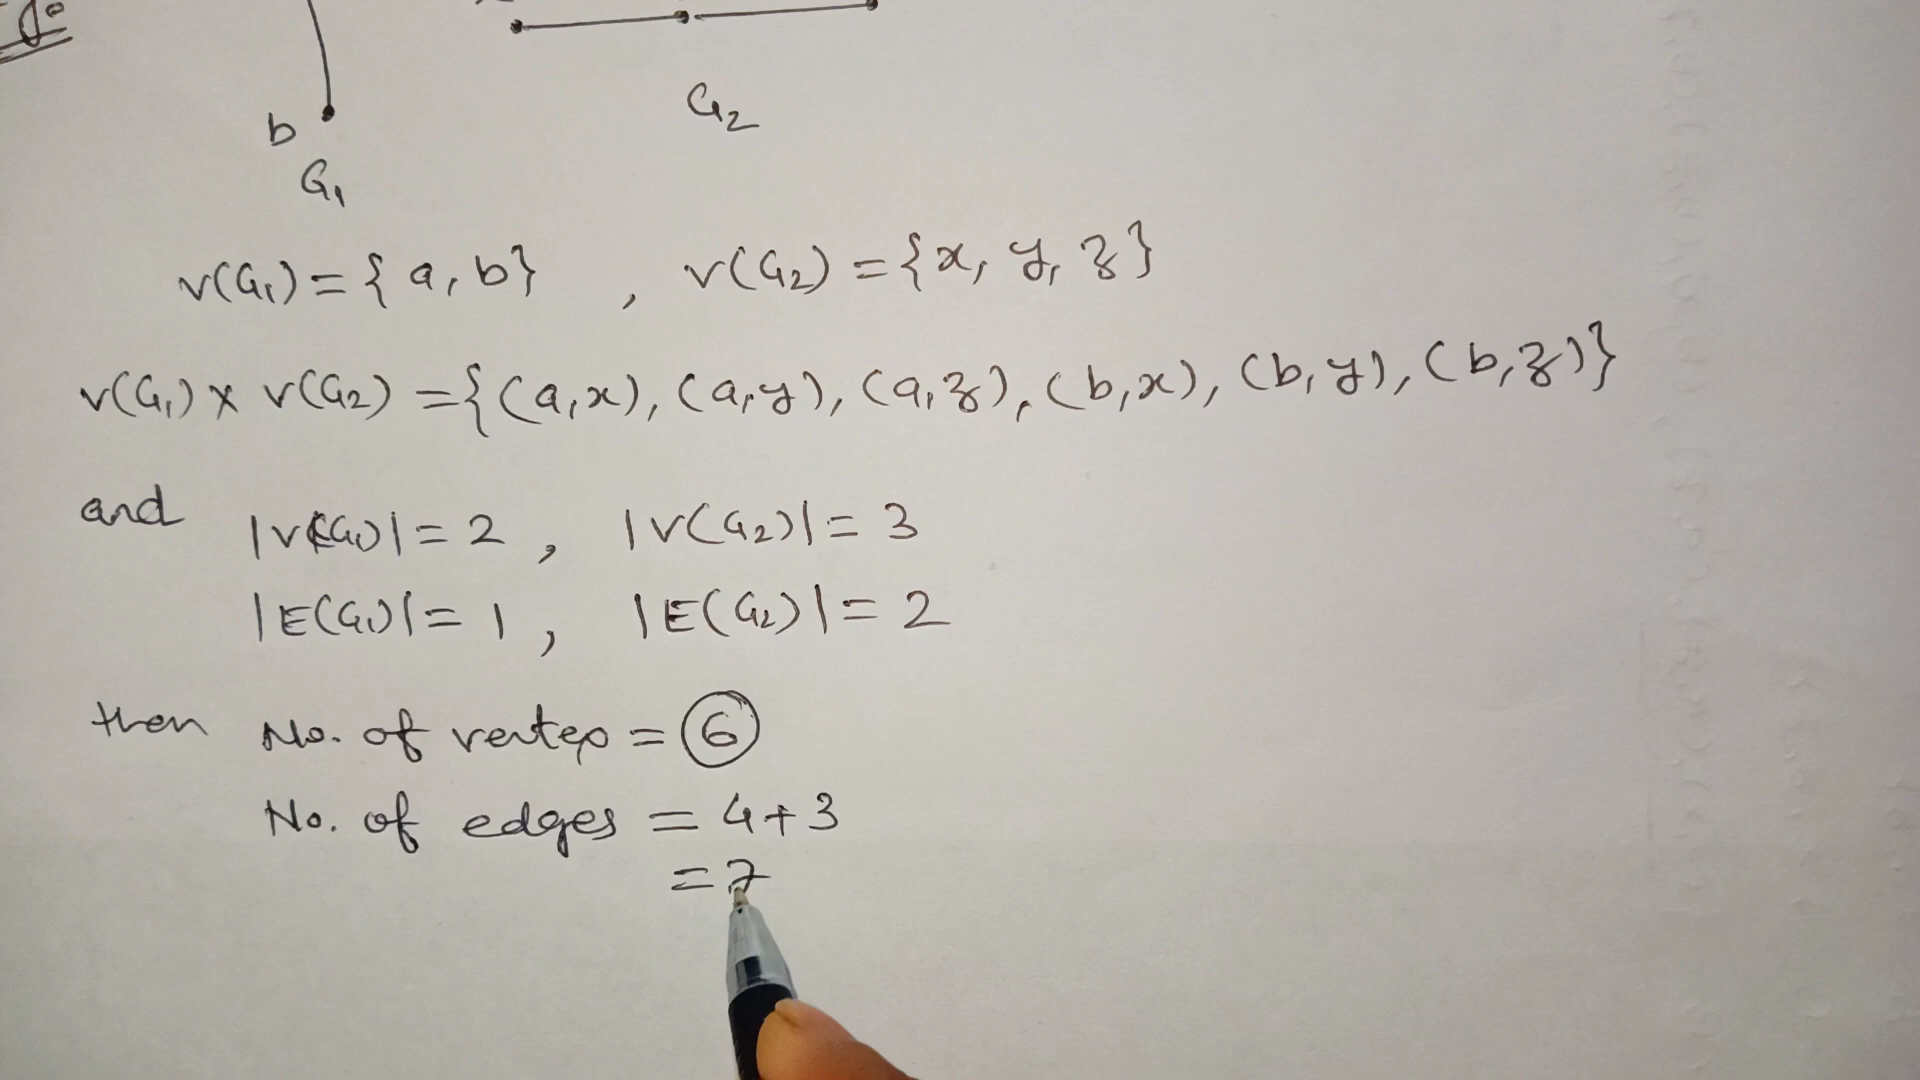 b
G₂
G₁
v(G₁) = { a, b} , v(G₂) = {x, y, z}
v(G₁) x v(G₂) = {(a,x), (a,y), (a,z), (b,x), (b,y), (b,z)}
and |v(G₁)| = 2 , |v(G₂)| = 3
|E(G₁)| = 1 , |E(G₂)| = 2
then No. of vertex = 6
No. of edges = 4+3
= 7